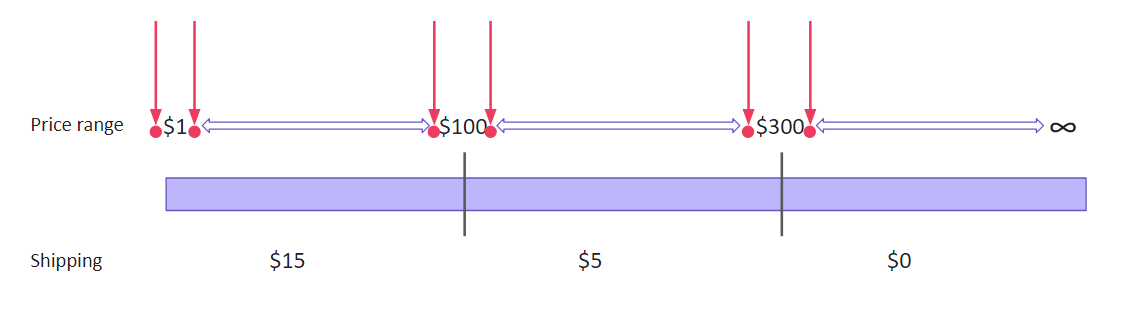 Price range $1 $100 $300 ∞
Shipping $15 $5 $0